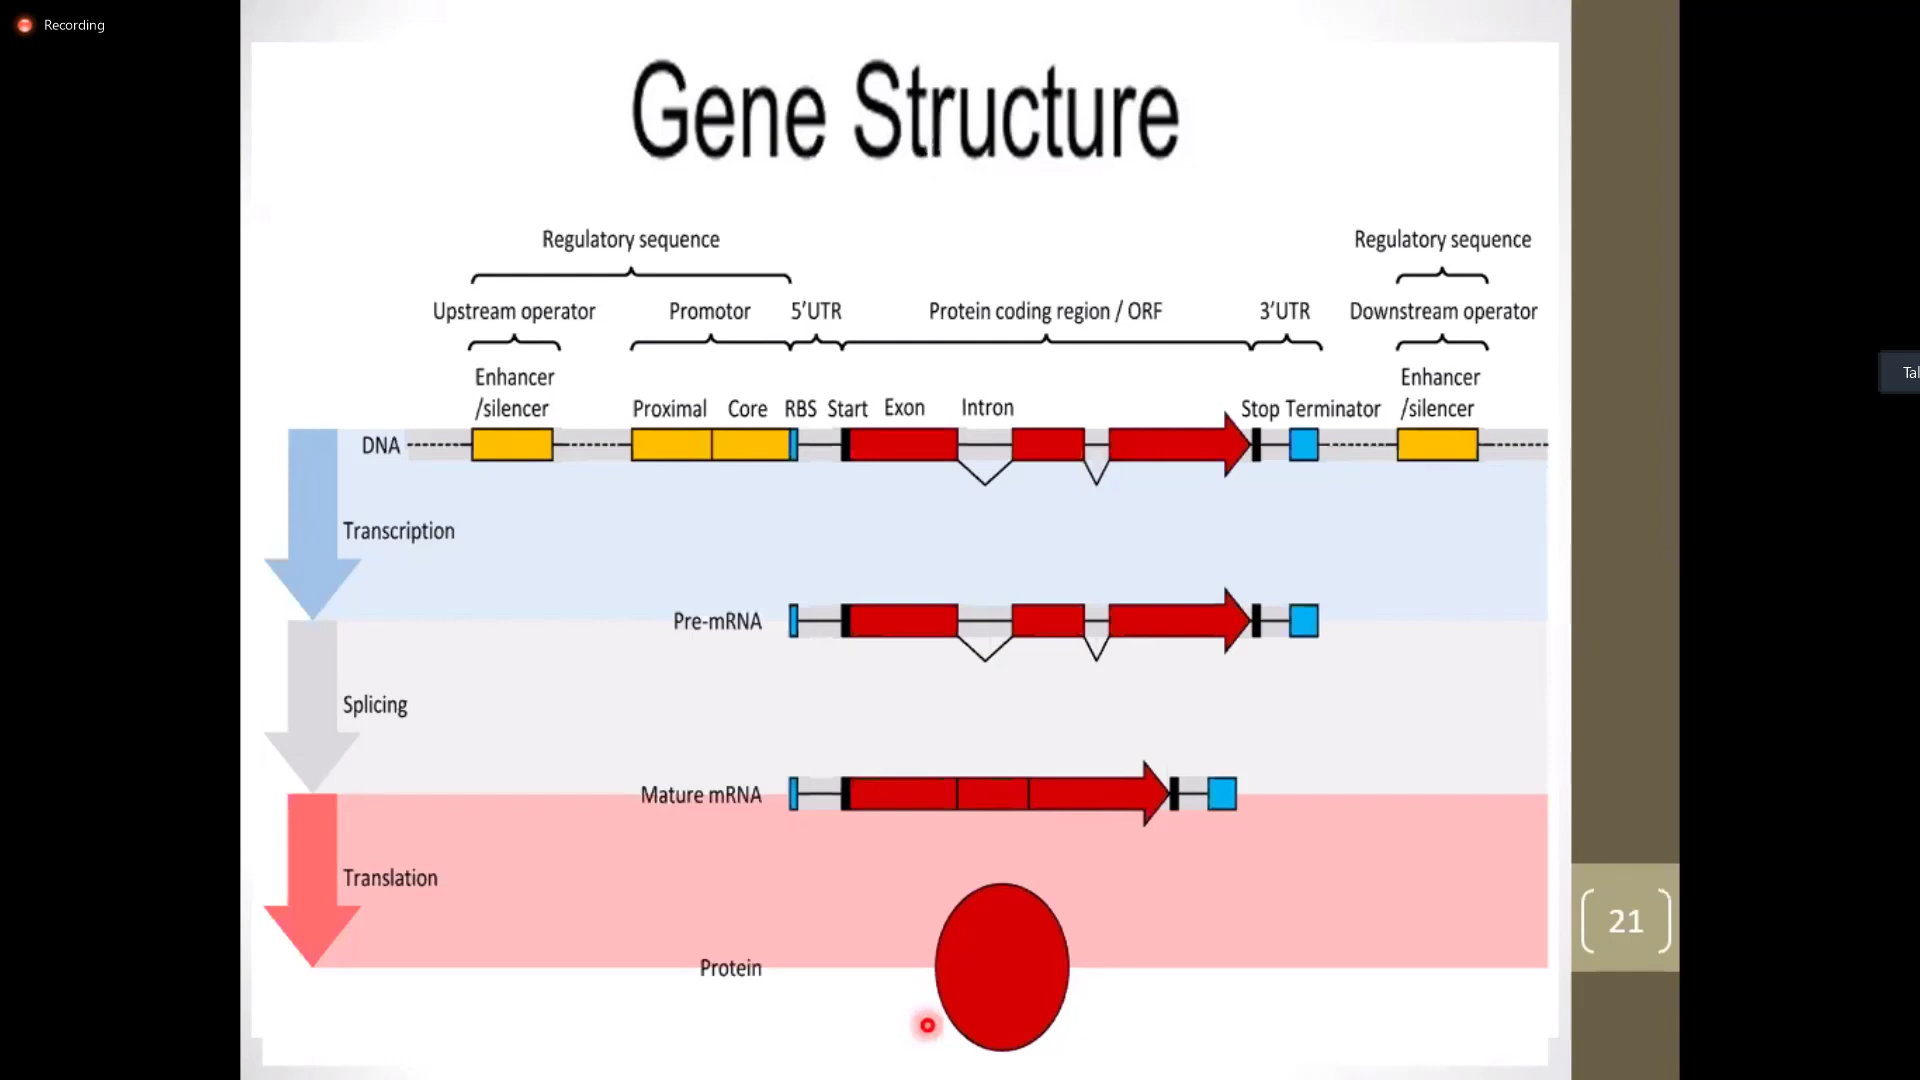 Recording
Gene Structure
Regulatory sequence Regulatory sequence
Upstream operator Promotor 5’UTR Protein coding region / ORF 3’UTR Downstream operator
Enhancer Enhancer
/silencer Proximal Core RBS Start Exon Intron Stop Terminator /silencer
DNA
Transcription
Pre-mRNA
Splicing
Mature mRNA
Translation
21
Protein